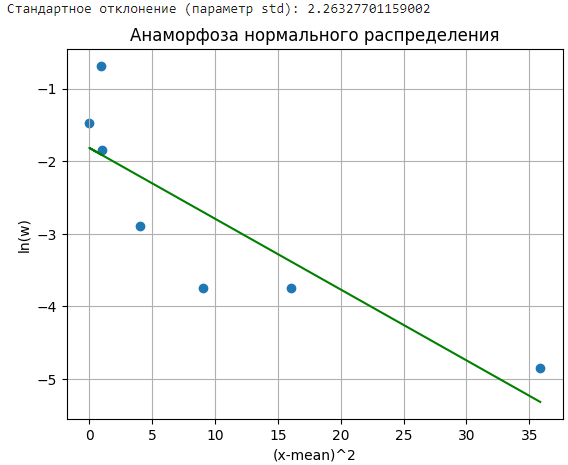 Стандартное отклонение (параметр std): 2.26327701159002
Анаморфоза нормального распределения
−1
−2
−3
−4
−5
ln(w)
0 5 10 15 20 25 30 35
(x-mean)^2